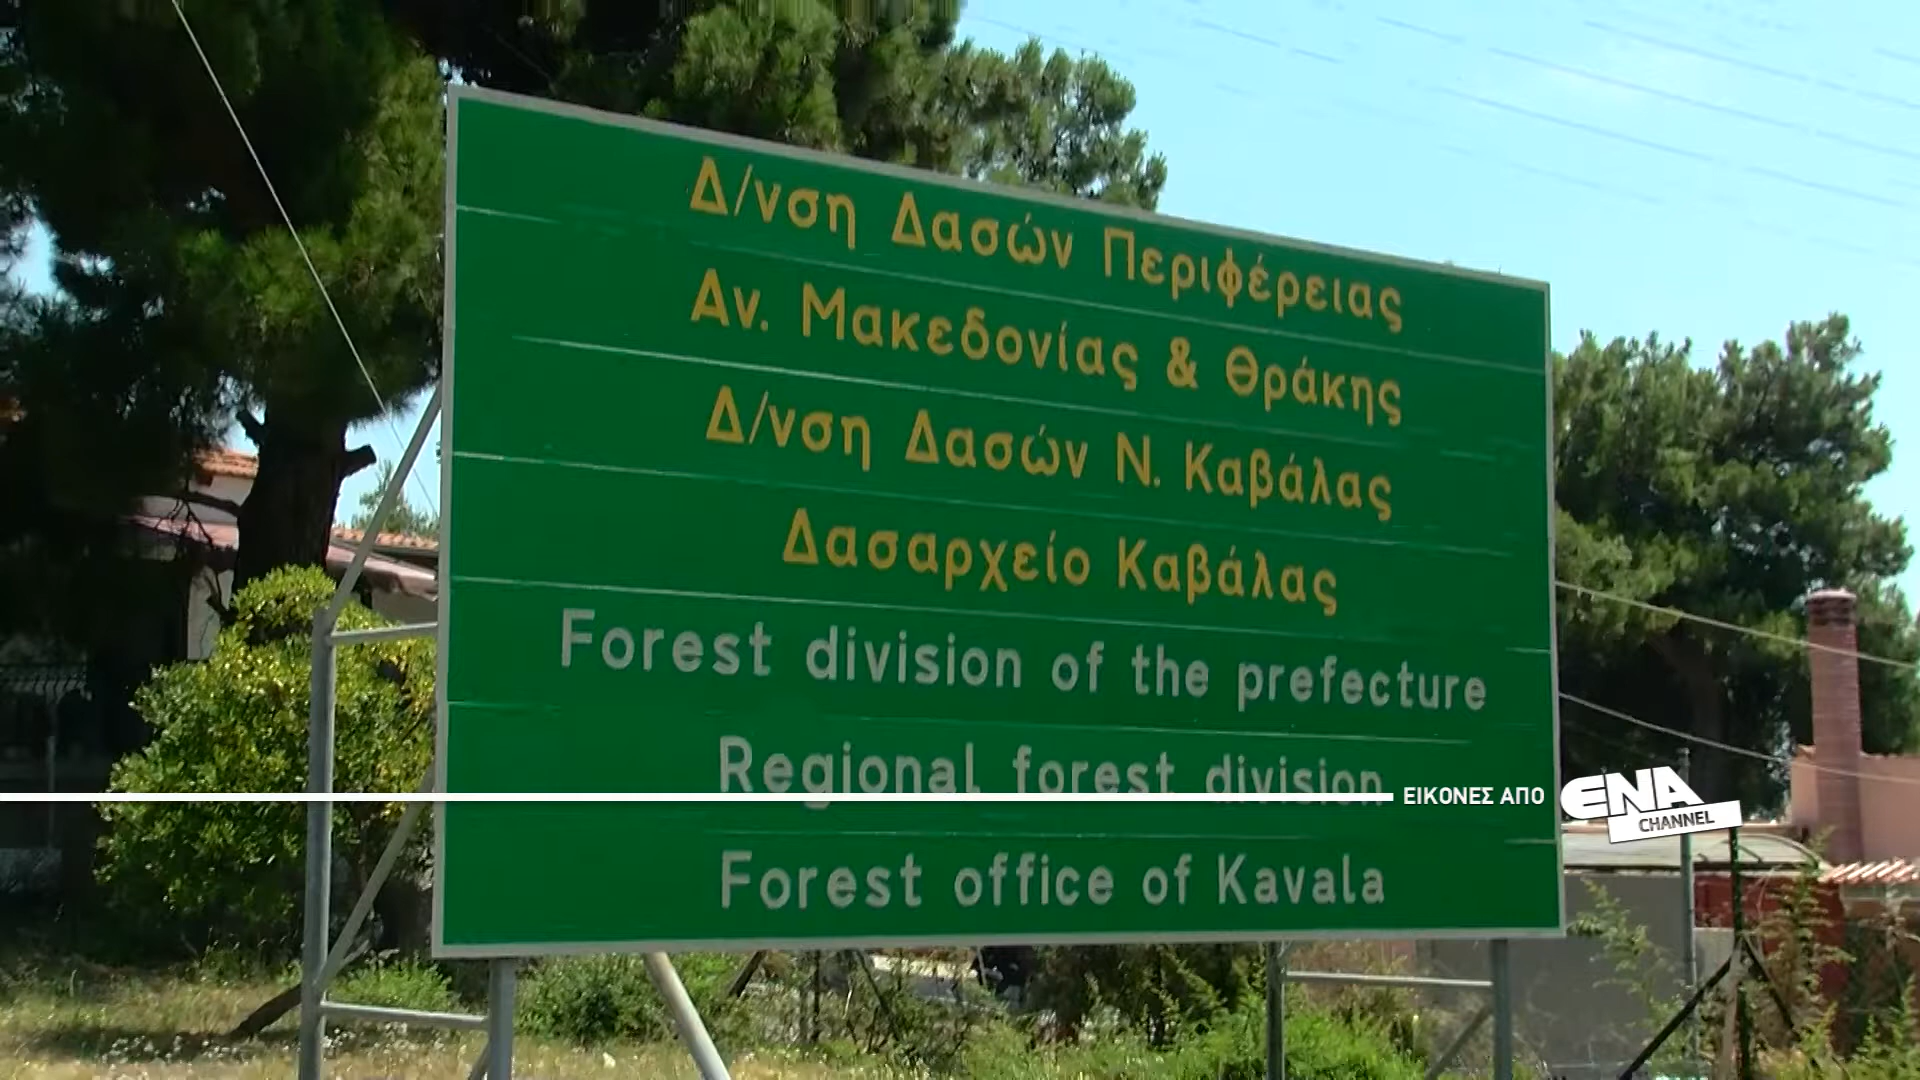 Δ/νση Δασών Περιφέρειας
Αν. Μακεδονίας & Θράκης
Δ/νση Δασών Ν. Καβάλας
Δασαρχείο Καβάλας
Forest division of the prefecture
Regional forest division
Forest office of Kavala
ΕΙΚΟΝΕΣ ΑΠΟ
ENA
CHANNEL